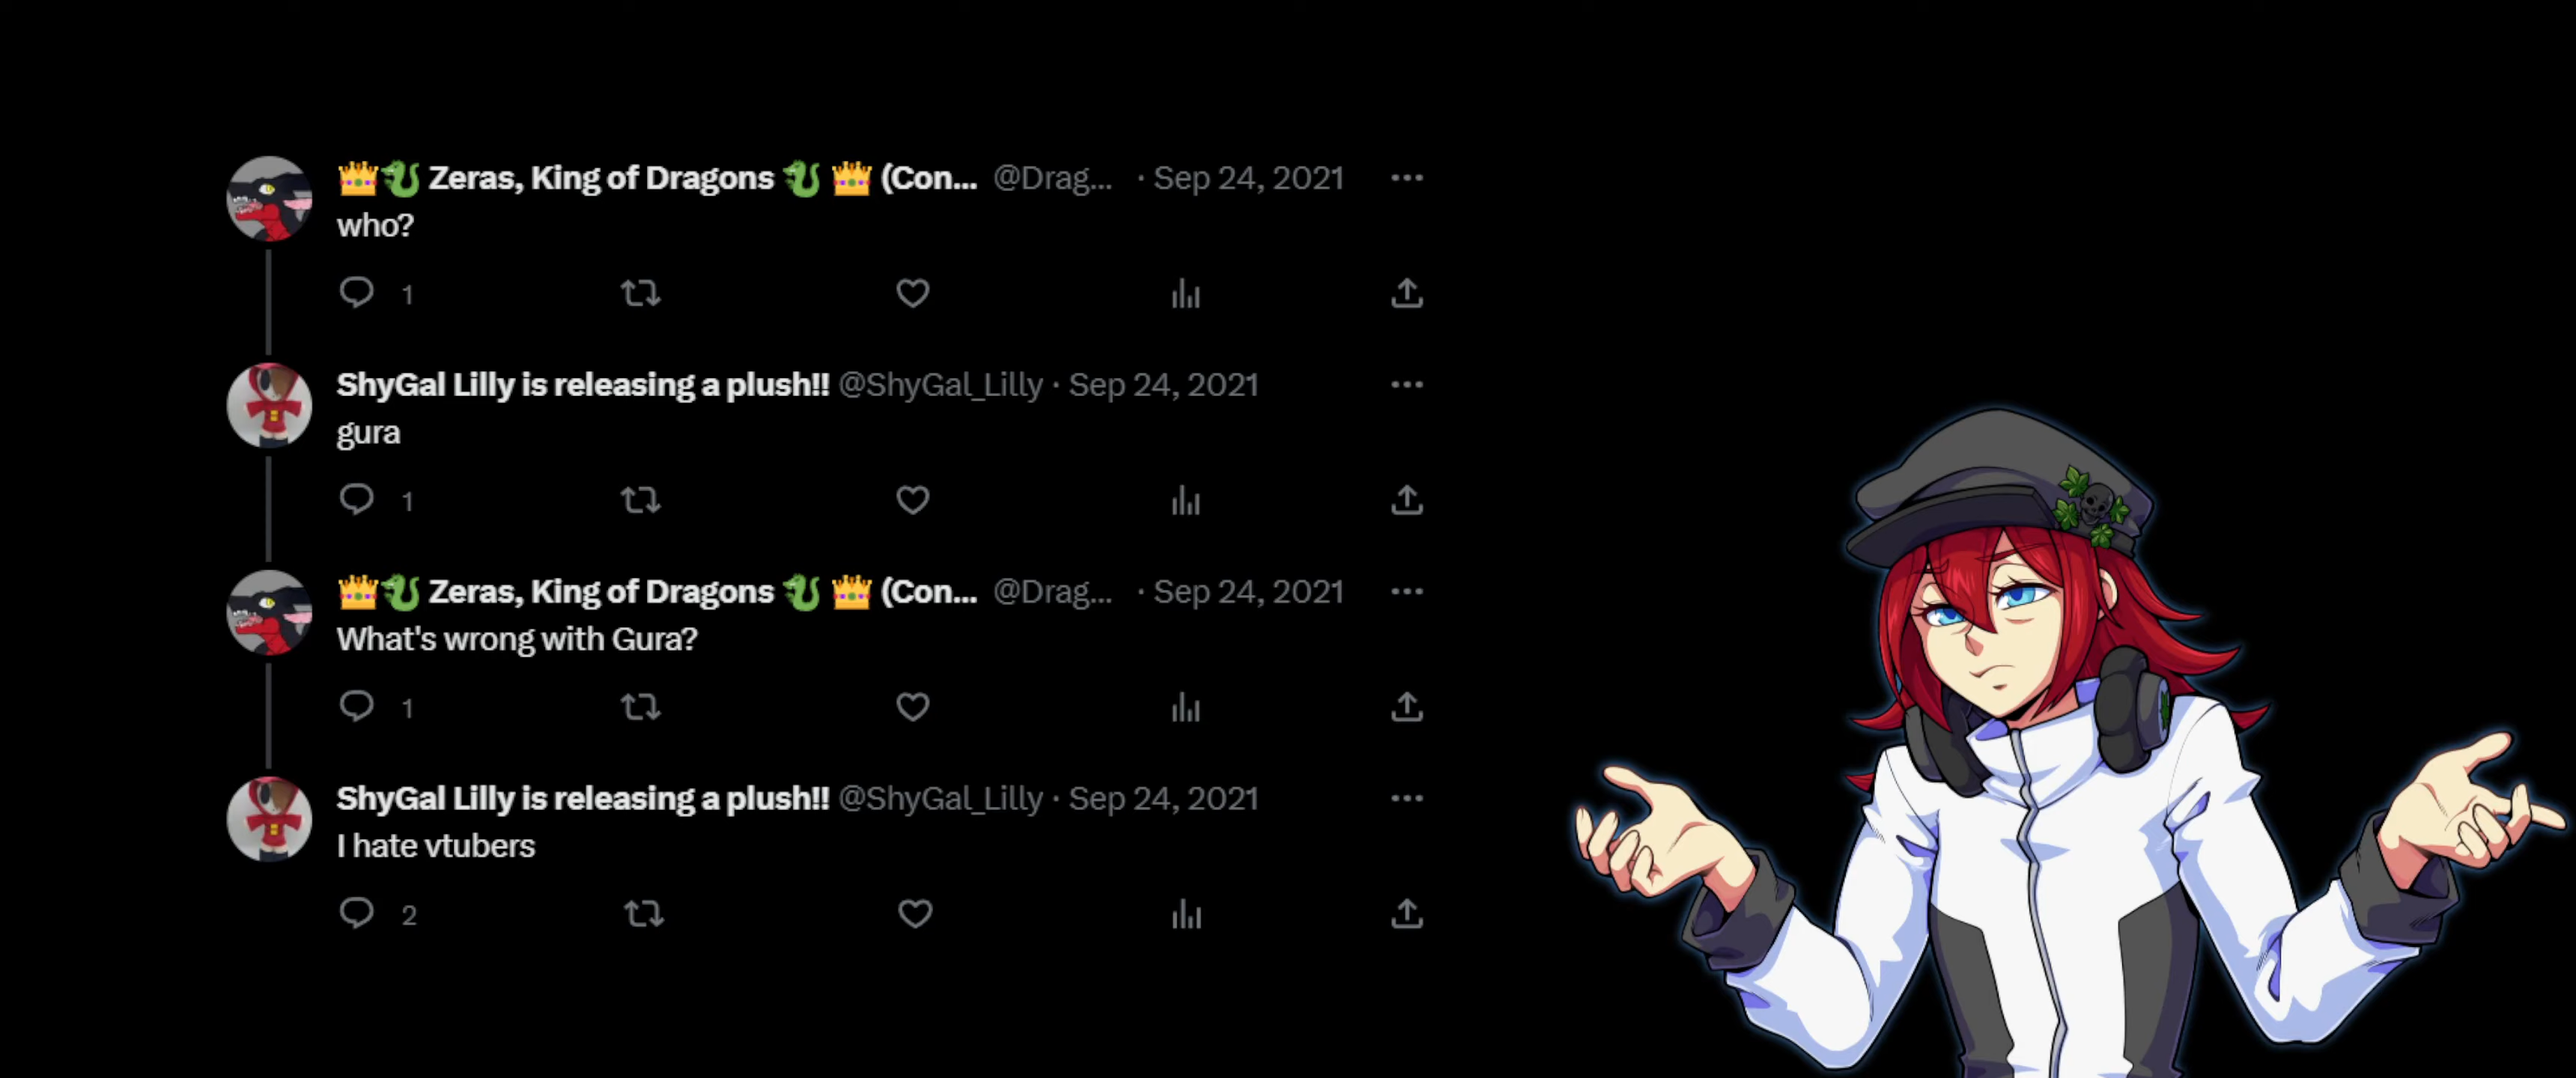 👑🐉 Zeras, King of Dragons 🐉 👑 (Con... @Drag... · Sep 24, 2021
who?
1
ShyGal Lilly is releasing a plush!! @ShyGal_Lilly · Sep 24, 2021
gura
1
👑🐉 Zeras, King of Dragons 🐉 👑 (Con... @Drag... · Sep 24, 2021
What's wrong with Gura?
1
ShyGal Lilly is releasing a plush!! @ShyGal_Lilly · Sep 24, 2021
I hate vtubers
2